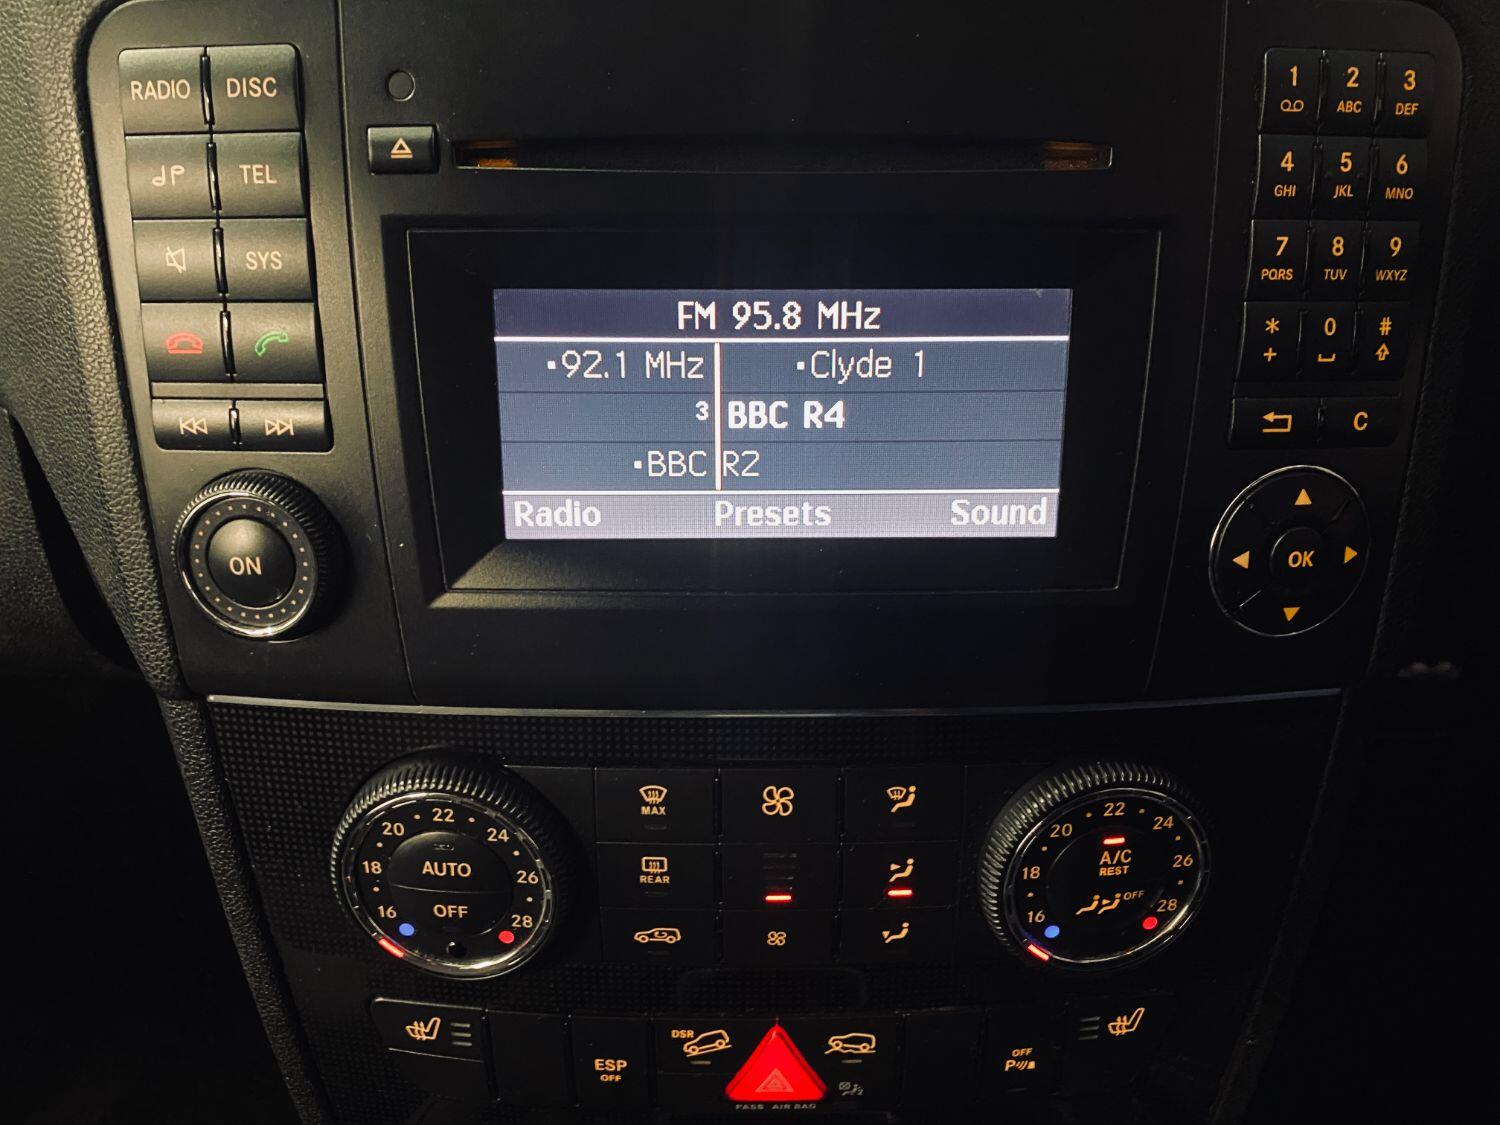 RADIO DISC
TEL
SYS
ON
FM 95.8 MHz
·92.1 MHz ·Clyde 1
3 BBC R4
·BBC R2
Radio Presets Sound
1 2 3
ABC DEF
4 5 6
GHI JKL MNO
7 8 9
PQRS TUV WXYZ
* 0 #
+
C
OK
16 18 20 22 24 26 28
AUTO
OFF
MAX
REAR
16 18 20 22 24 26 28
A/C
REST
OFF
ESP
OFF
DSR
PASS AIR BAG
OFF
P